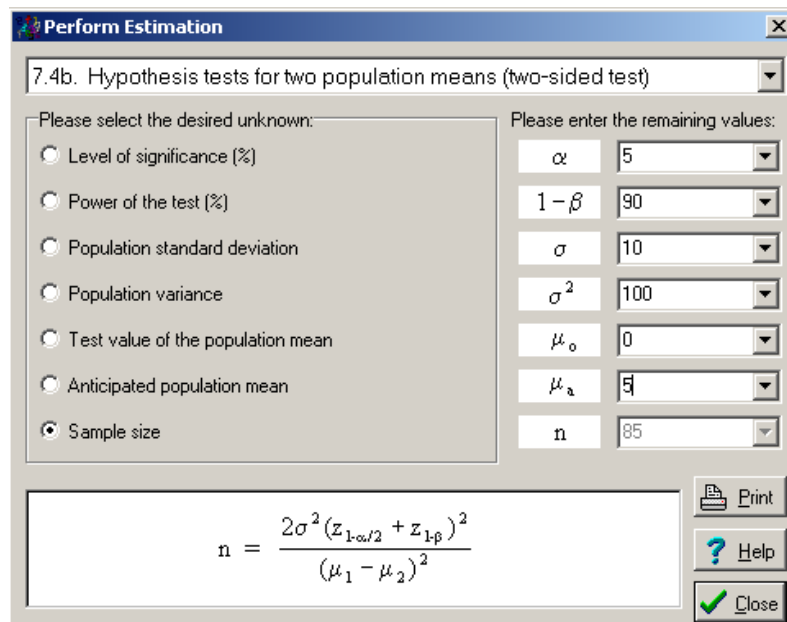 Perform Estimation
7.4b. Hypothesis tests for two population means (two-sided test)
Please select the desired unknown:
Level of significance (%)
Power of the test (%)
Population standard deviation
Population variance
Test value of the population mean
Anticipated population mean
Sample size
Please enter the remaining values:
α 5
1 − β 90
σ 10
σ² 100
μ₀ 0
μₐ 5
n 85
n = 2σ²(z₁₋α/₂ + z₁₋β)² / (μ₁ − μ₂)²
Print
Help
Close